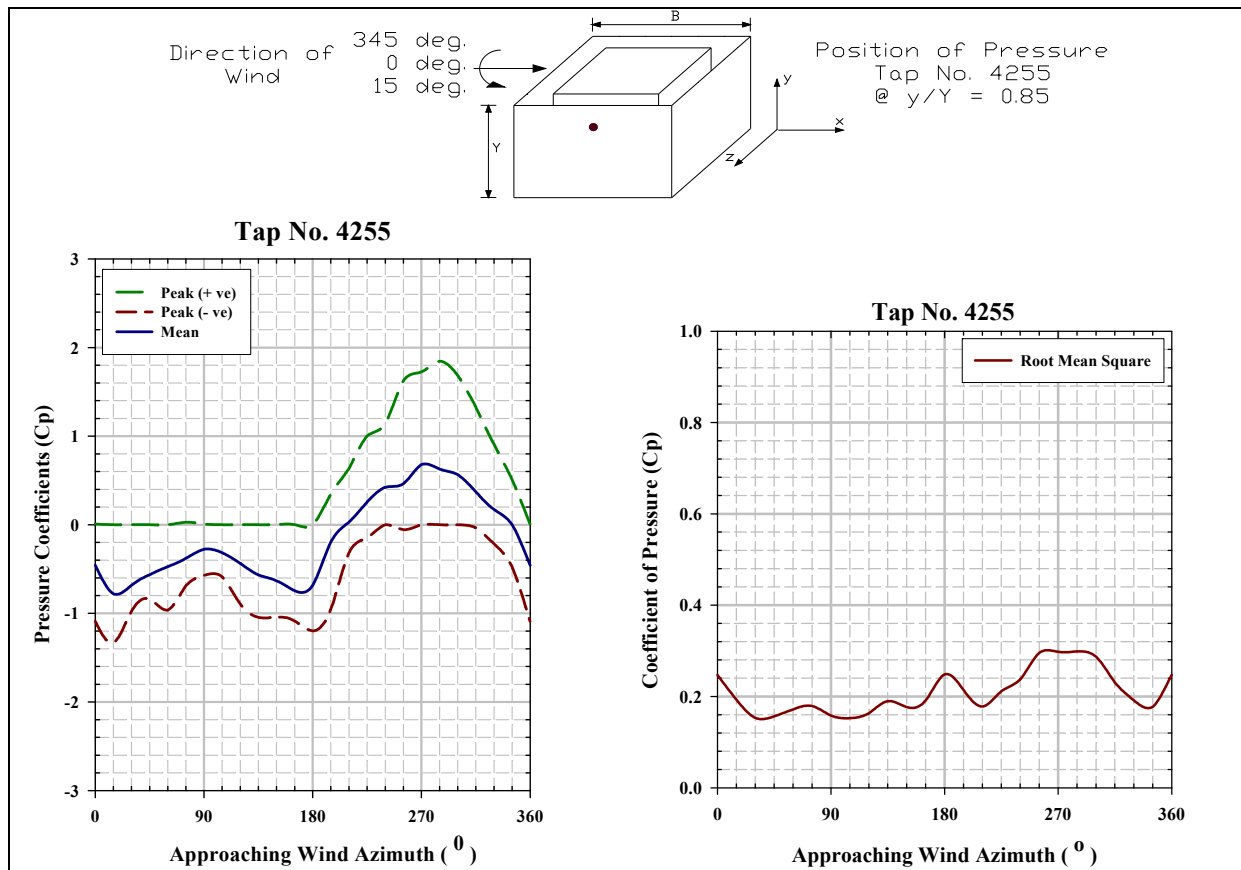 B
Direction of
Wind
345 deg.
0 deg.
15 deg.
Position of Pressure
Tap No. 4255
@ y/Y = 0.85
y
x
z
Y
Tap No. 4255
Peak (+ ve)
Peak (- ve)
Mean
3
2
1
0
-1
-2
-3
Pressure Coefficients (Cp)
0 90 180 270 360
Approaching Wind Azimuth ( 0 )
Tap No. 4255
Root Mean Square
1.0
0.8
0.6
0.4
0.2
0.0
Coefficient of Pressure (Cp)
0 90 180 270 360
Approaching Wind Azimuth ( o )